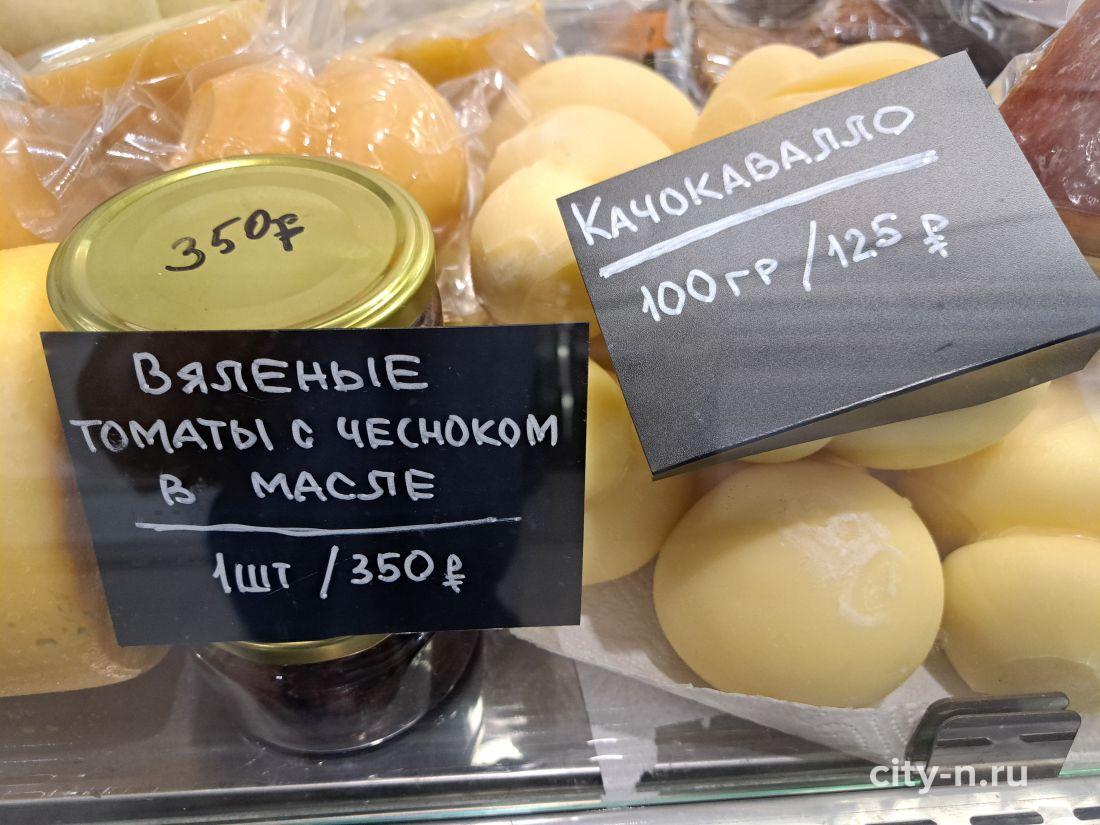 350₽
Вяленые
томаты с чесноком
в масле
1шт /350₽
Качокавалло
100гр /125 ₽
city-n.ru